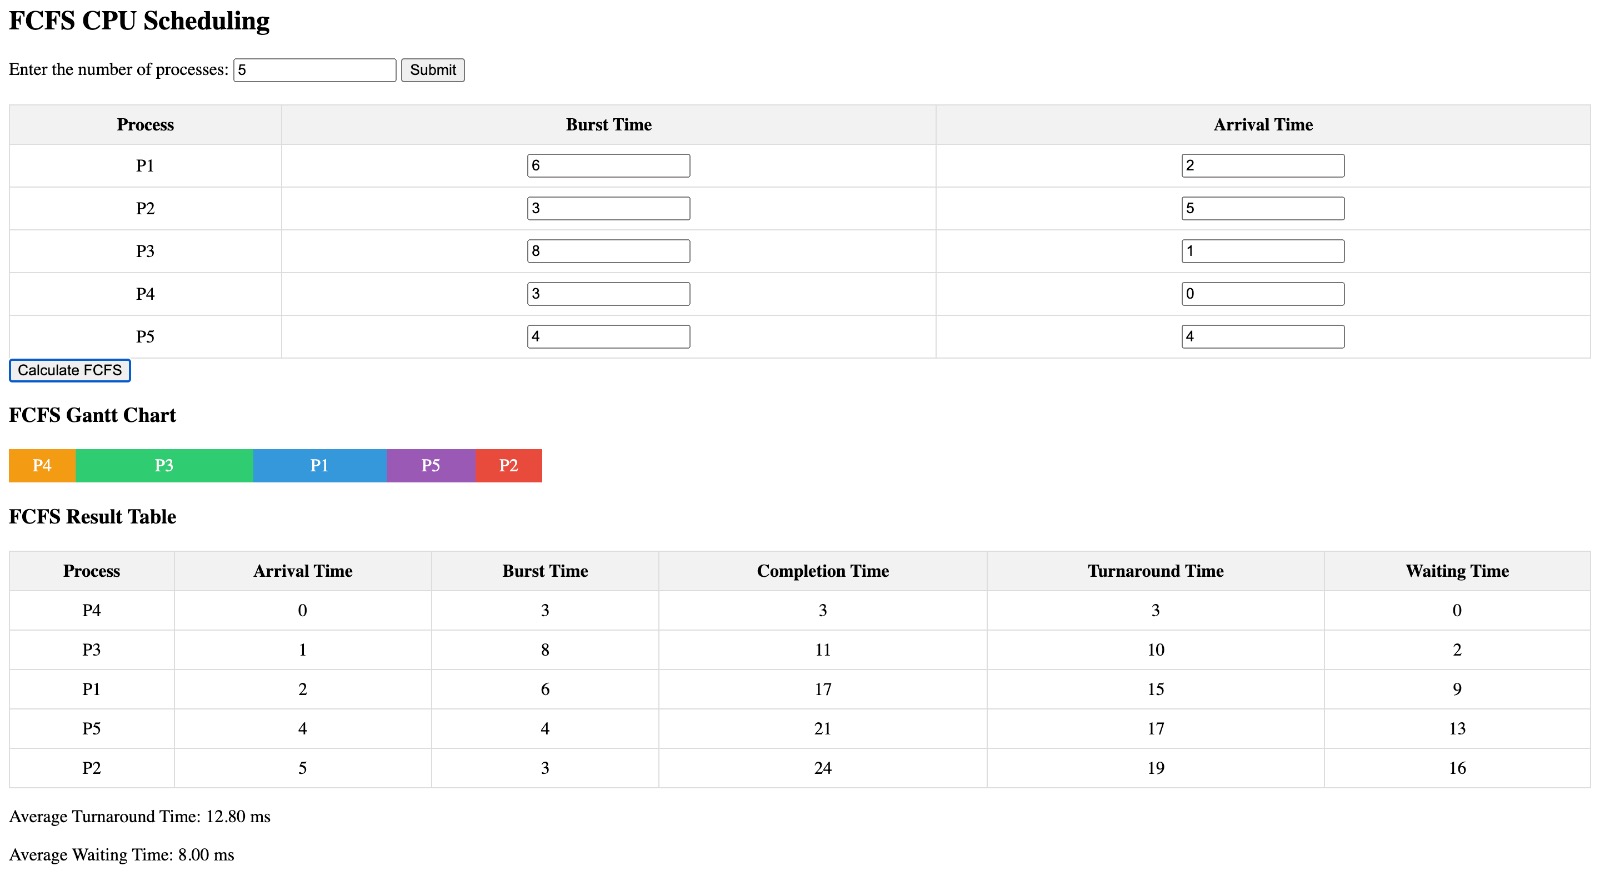 FCFS CPU Scheduling
Enter the number of processes: 5 Submit
Process Burst Time Arrival Time
P1 6 2
P2 3 5
P3 8 1
P4 3 0
P5 4 4
Calculate FCFS
FCFS Gantt Chart
P4 P3 P1 P5 P2
FCFS Result Table
Process Arrival Time Burst Time Completion Time Turnaround Time Waiting Time
P4 0 3 3 3 0
P3 1 8 11 10 2
P1 2 6 17 15 9
P5 4 4 21 17 13
P2 5 3 24 19 16
Average Turnaround Time: 12.80 ms
Average Waiting Time: 8.00 ms